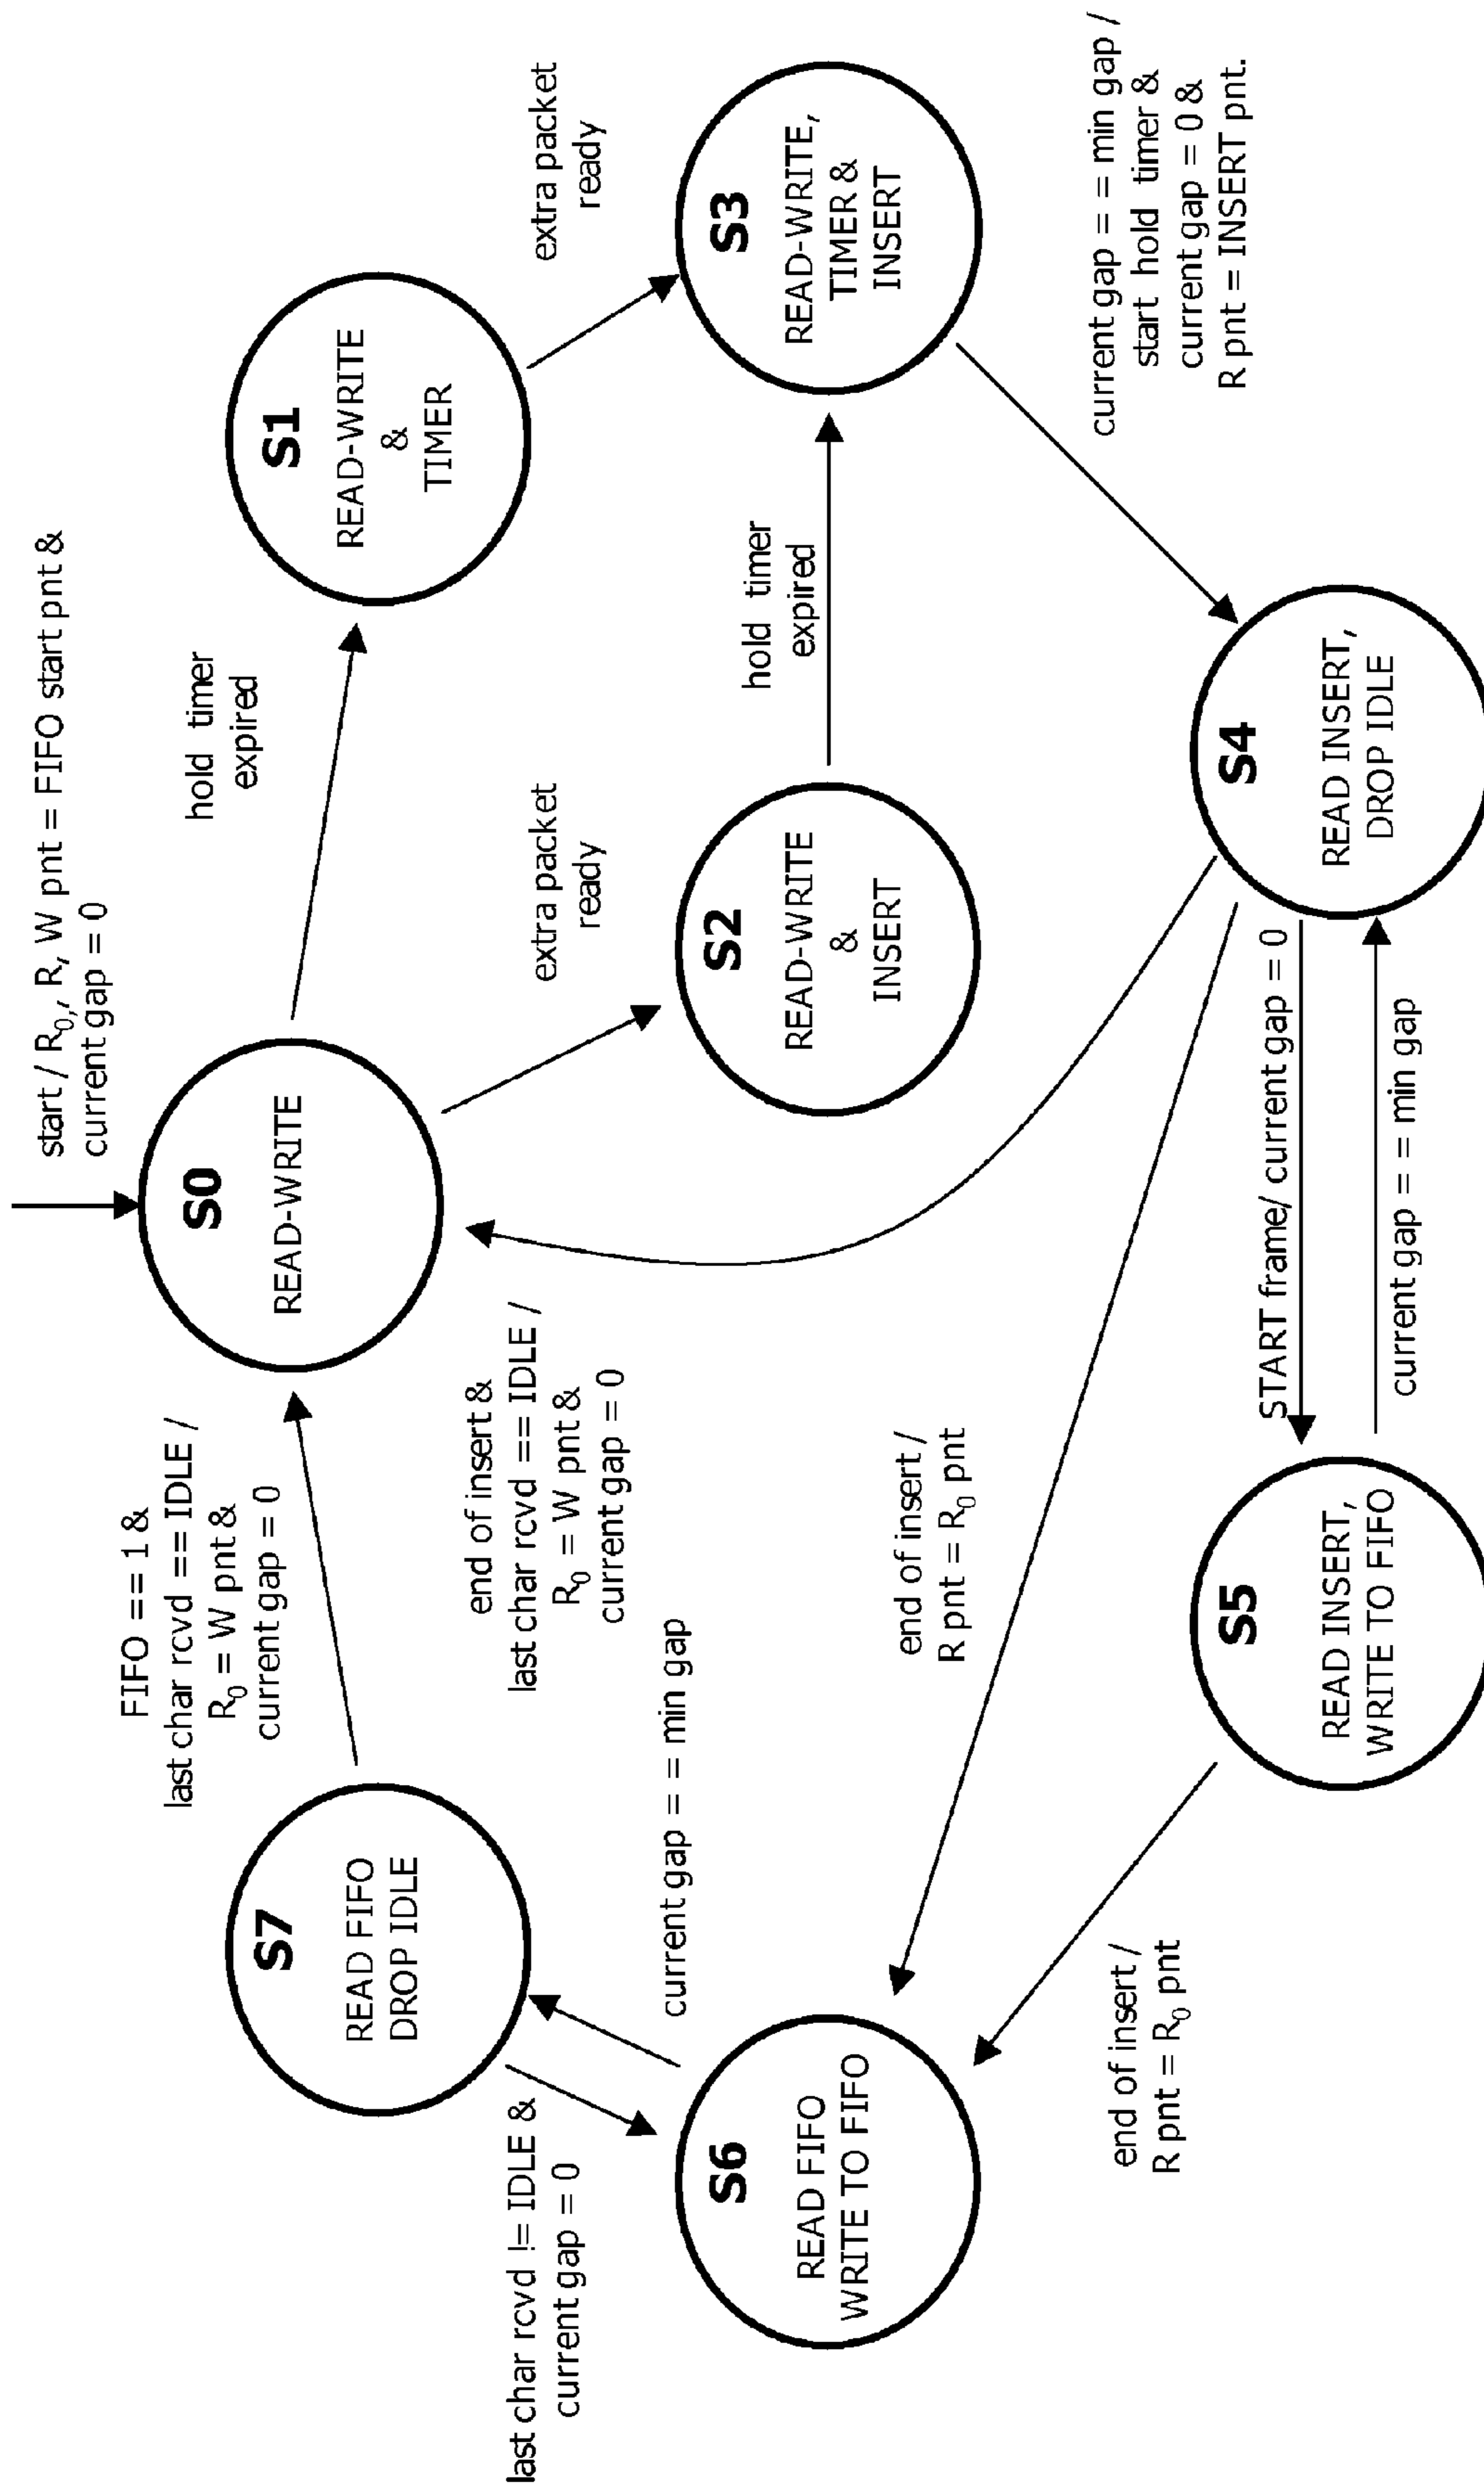 start / R0,, R, W pnt = FIFO start pnt &
current gap = 0
S0
READ-WRITE
hold timer
expired
S1
READ-WRITE
&
TIMER
extra packet
ready
S2
READ-WRITE
&
INSERT
extra packet
ready
hold timer
expired
S3
READ-WRITE,
TIMER &
INSERT
current gap = = min gap /
start hold timer &
current gap = 0 &
R pnt = INSERT pnt.
S4
READ INSERT,
DROP IDLE
START frame/ current gap = 0
current gap = = min gap
S5
READ INSERT,
WRITE TO FIFO
end of insert /
R pnt = R0 pnt
end of insert /
R pnt = R0 pnt
end of insert &
last char rcvd == IDLE /
R0 = W pnt &
current gap = 0
S6
READ FIFO
WRITE TO FIFO
current gap = = min gap
last char rcvd != IDLE &
current gap = 0
S7
READ FIFO
DROP IDLE
FIFO == 1 &
last char rcvd == IDLE /
R0 = W pnt &
current gap = 0